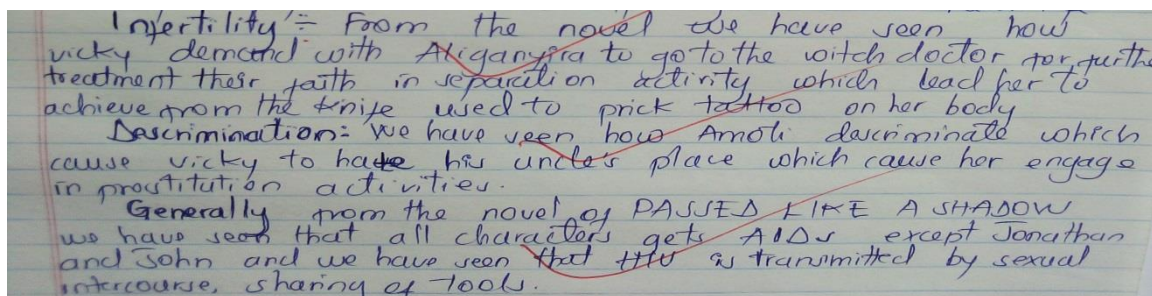 Infertility:= From the novel we have seen how
vicky demand with Aliganyira to go to the witch doctor for furthe
treatment their faith in separation activity which lead her to
achieve from the knife used to prick tattoo on her body
Descrimination:= We have seen how Amoti descriminate which
cause vicky to hate his uncle's place which cause her engage
in prostitution activities.
Generally from the novel of PASSED LIKE A SHADOW
we have seen that all characters gets AIDs except Jonathan
and John and we have seen that HIV is transmitted by sexual
intercourse, sharing of Tools.